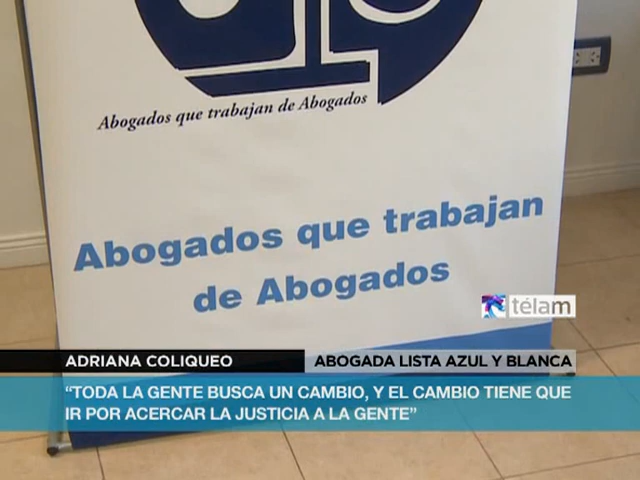 Abogados que trabajan de Abogados
Abogados que trabajan
de Abogados
télam
ADRIANA COLIQUEO
ABOGADA LISTA AZUL Y BLANCA
“TODA LA GENTE BUSCA UN CAMBIO, Y EL CAMBIO TIENE QUE
IR POR ACERCAR LA JUSTICIA A LA GENTE”